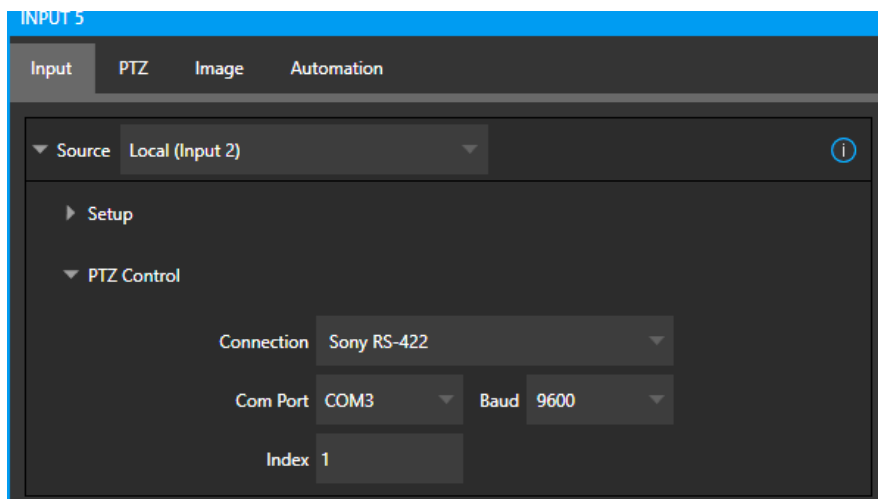 INPUT 5
Input PTZ Image Automation
Source Local (Input 2) i
Setup
PTZ Control
Connection Sony RS-422
Com Port COM3 Baud 9600
Index 1